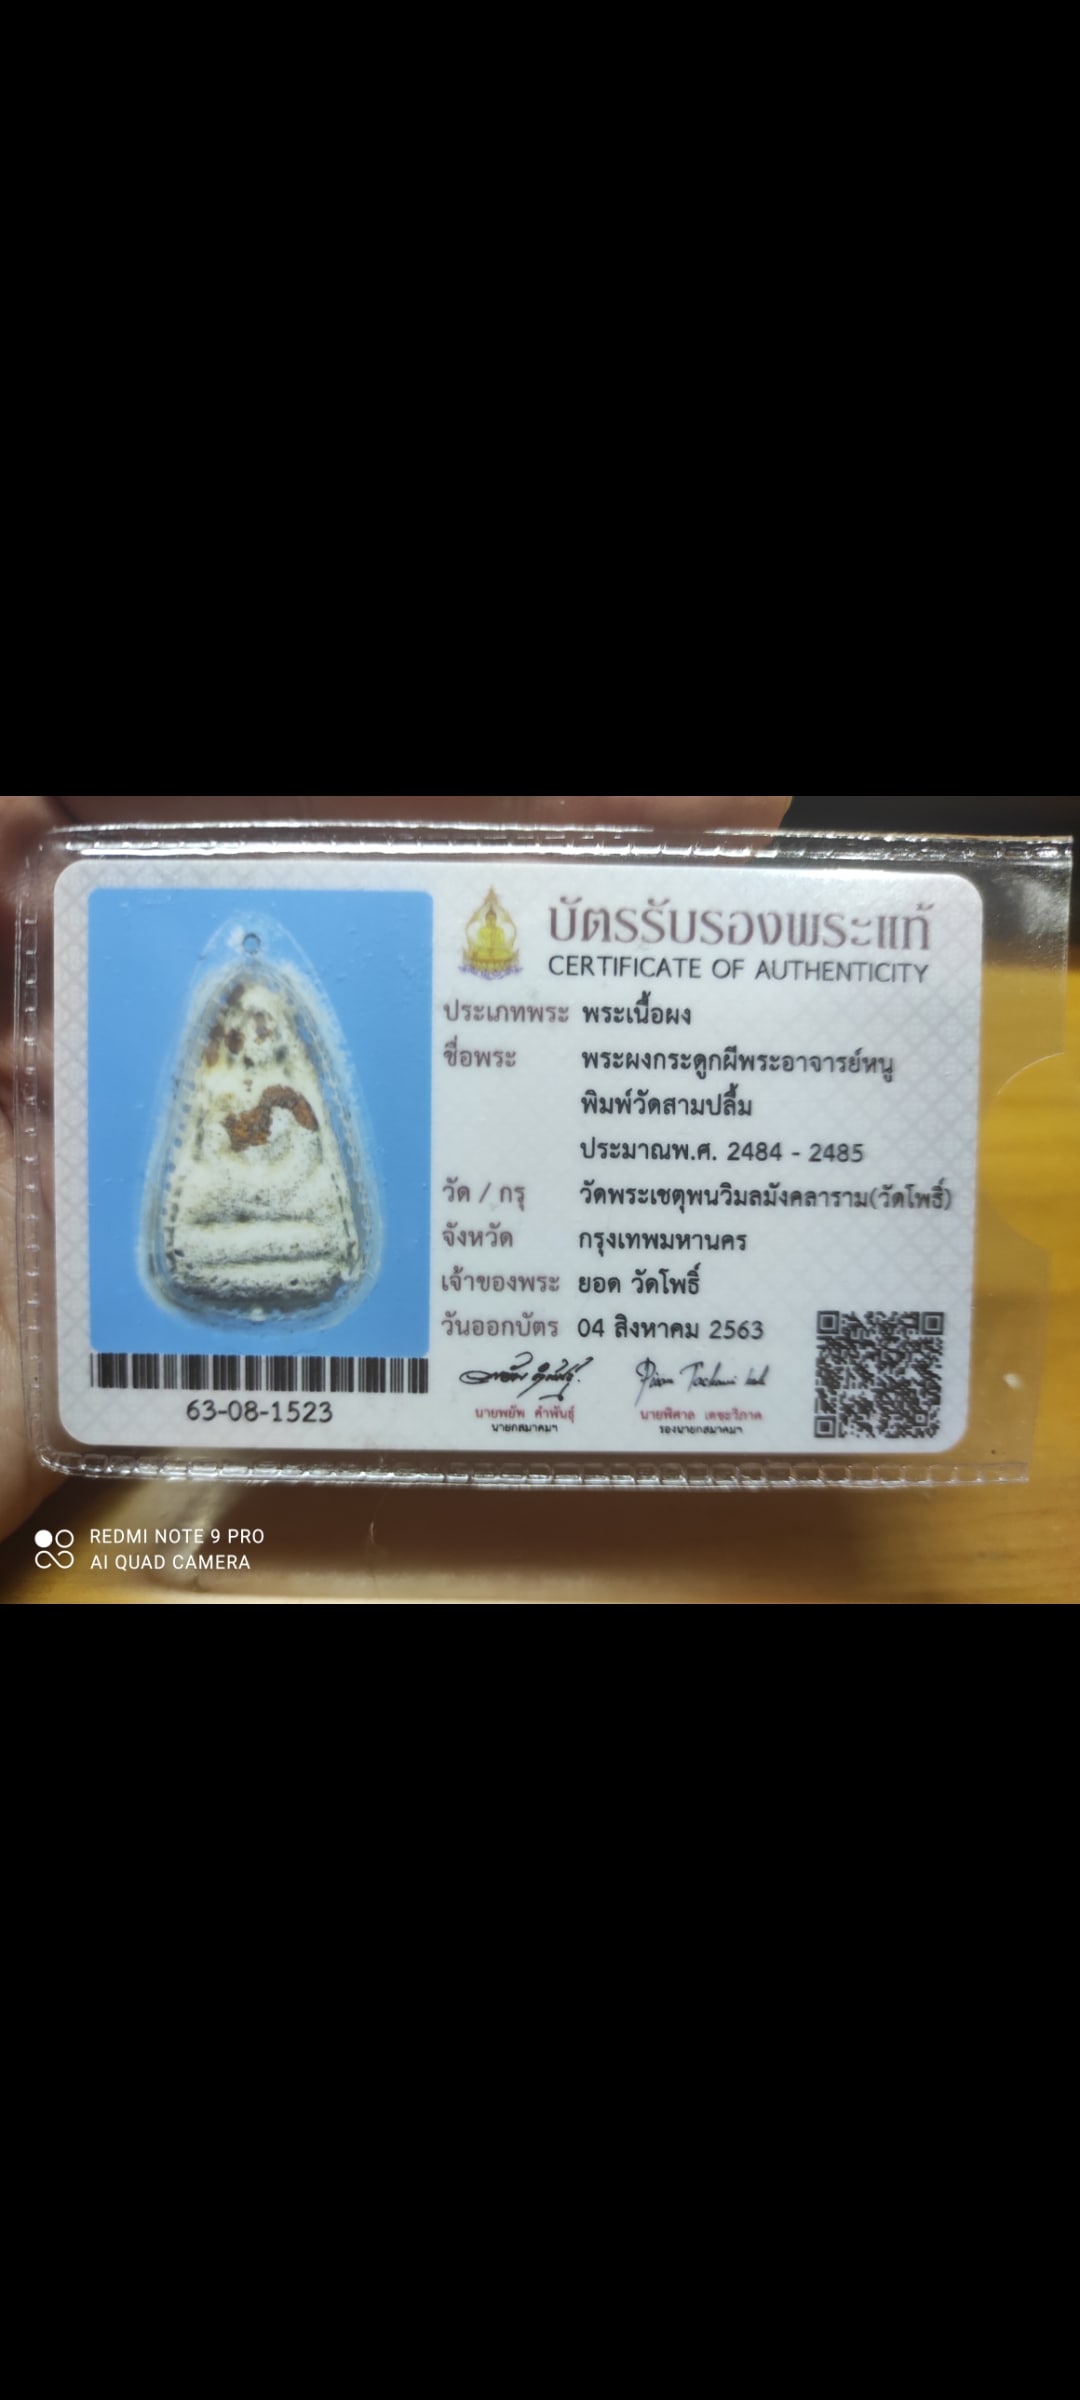 บัตรรับรองพระแท้
CERTIFICATE OF AUTHENTICITY
ประเภทพระ พระเนื้อผง
ชื่อพระ พระผงกระดูกผีพระอาจารย์หนู
พิมพ์วัดสามปลื้ม
ประมาณพ.ศ. 2484 - 2485
วัด / กรุ วัดพระเชตุพนวิมลมังคลาราม(วัดโพธิ์)
จังหวัด กรุงเทพมหานคร
เจ้าของพระ ยอด วัดโพธิ์
วันออกบัตร 04 สิงหาคม 2563
63-08-1523
นายพยัพ คำพันธุ์
นายกสมาคมฯ
นายพิศาล เตชะวิภาค
รองนายกสมาคมฯ
REDMI NOTE 9 PRO
AI QUAD CAMERA